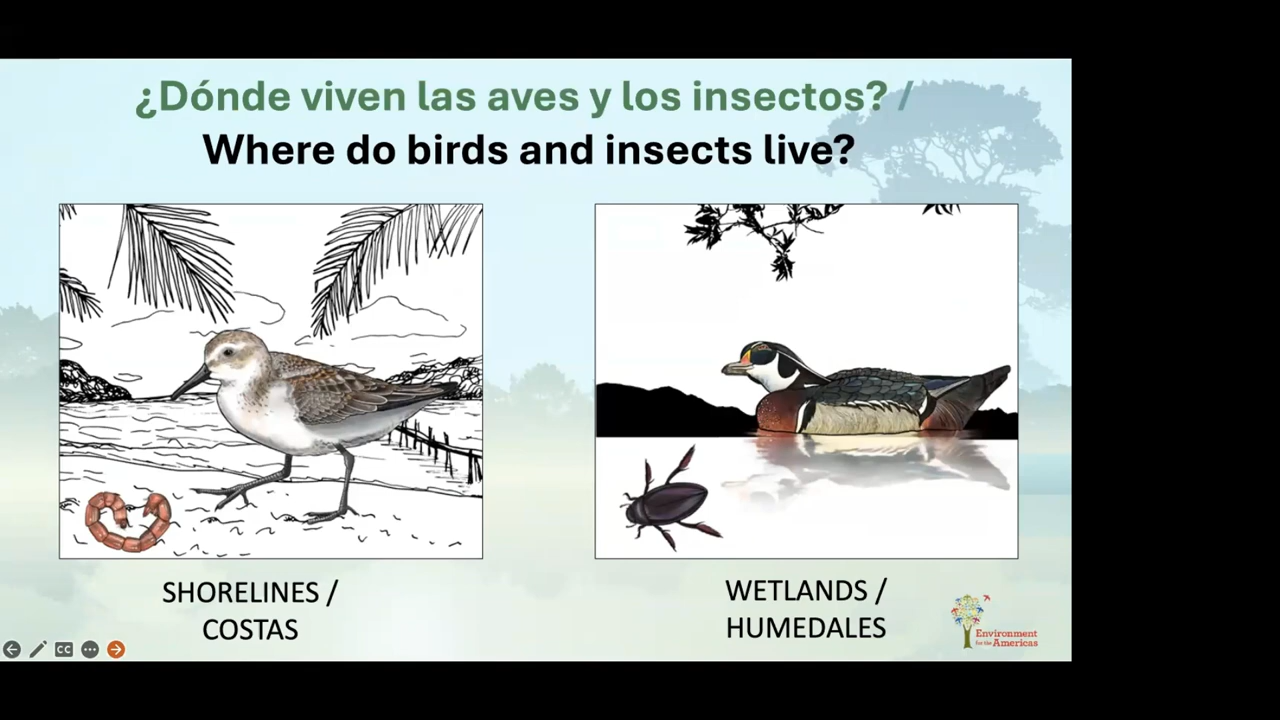 ¿Dónde viven las aves y los insectos? /
Where do birds and insects live?
SHORELINES /
COSTAS
WETLANDS /
HUMEDALES
Environment
for the Americas
CC